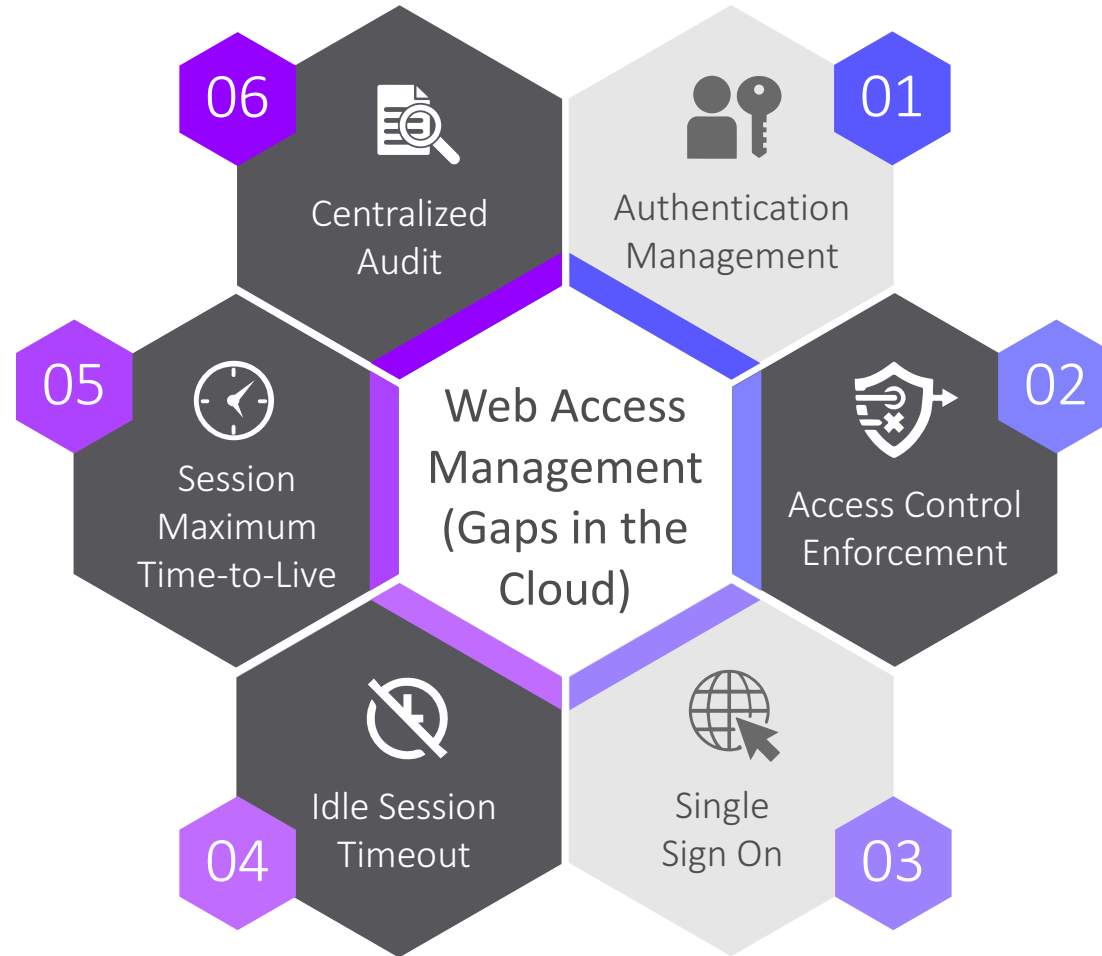 Web Access
Management
(Gaps in the
Cloud)
01
Authentication
Management
02
Access Control
Enforcement
03
Single
Sign On
04
Idle Session
Timeout
05
Session
Maximum
Time-to-Live
06
Centralized
Audit